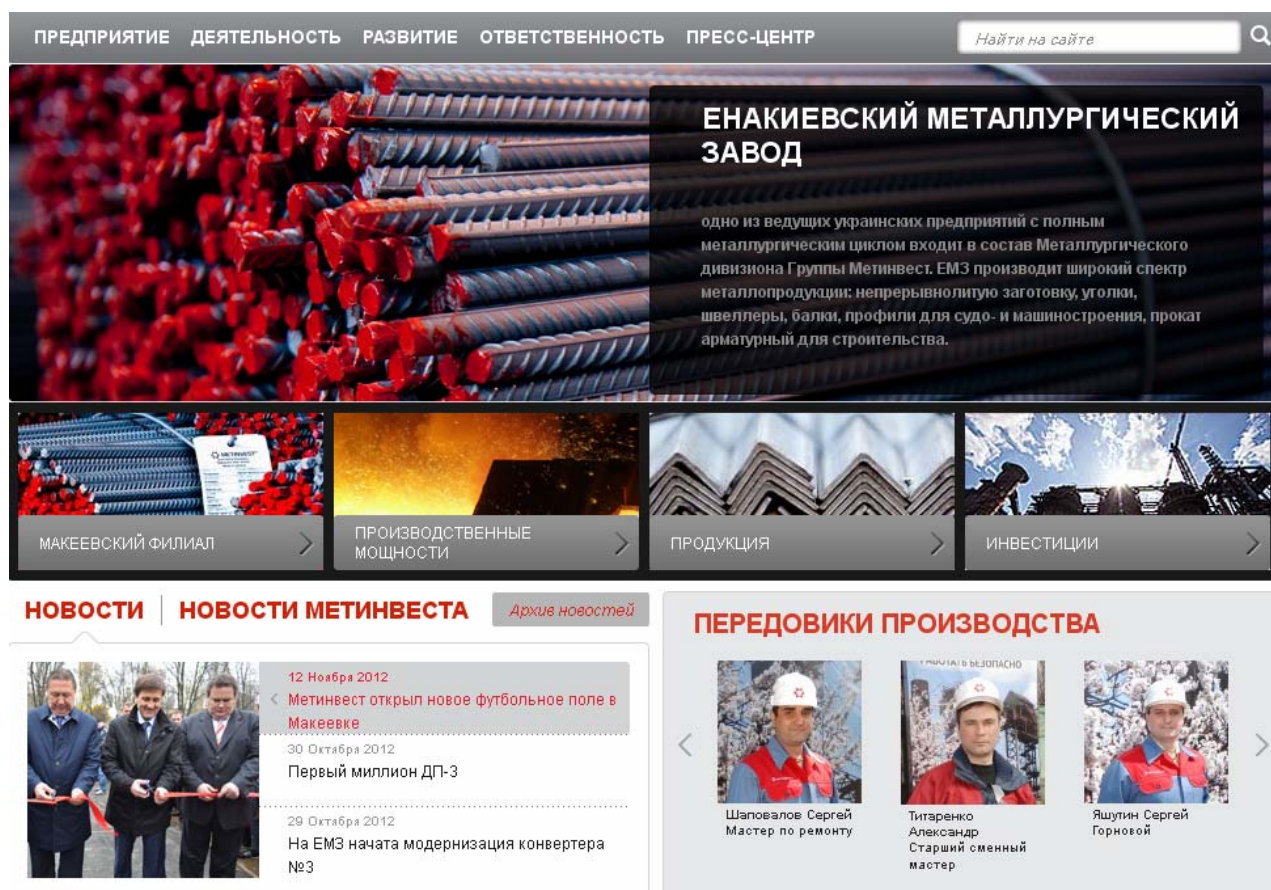 ПРЕДПРИЯТИЕ ДЕЯТЕЛЬНОСТЬ РАЗВИТИЕ ОТВЕТСТВЕННОСТЬ ПРЕСС-ЦЕНТР
Найти на сайте
ЕНАКИЕВСКИЙ МЕТАЛЛУРГИЧЕСКИЙ
ЗАВОД
одно из ведущих украинских предприятий с полным
металлургическим циклом входит в состав Металлургического
дивизиона Группы Метинвест. ЕМЗ производит широкий спектр
металлопродукции: непрерывнолитую заготовку, уголки,
швеллеры, балки, профили для судо- и машиностроения, прокат
арматурный для строительства.
METINVEST
МАКЕЕВСКИЙ ФИЛИАЛ
ПРОИЗВОДСТВЕННЫЕ
МОЩНОСТИ
ПРОДУКЦИЯ
ИНВЕСТИЦИИ
НОВОСТИ
НОВОСТИ МЕТИНВЕСТА
Архив новостей
12 Ноября 2012
Метинвест открыл новое футбольное поле в
Макеевке
30 Октября 2012
Первый миллион ДП-3
29 Октября 2012
На ЕМЗ начата модернизация конвертера
№3
ПЕРЕДОВИКИ ПРОИЗВОДСТВА
РАБОТАТЬ БЕЗОПАСНО
Шаповалов Сергей
Мастер по ремонту
Титаренко
Александр
Старший сменный
мастер
Яшутин Сергей
Горновой